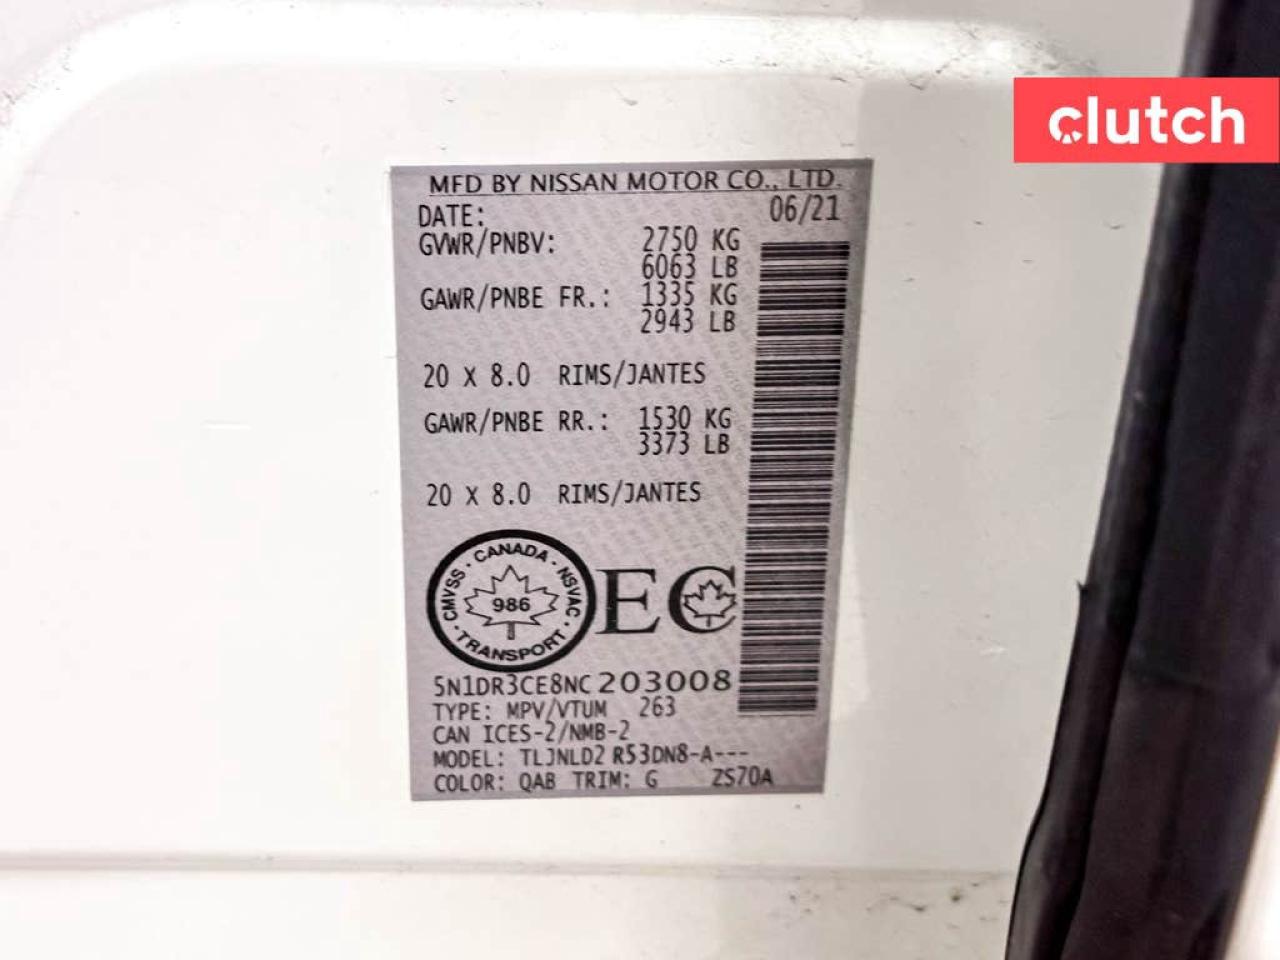 clutch
MFD BY NISSAN MOTOR CO., LTD.
DATE: 06/21
GVWR/PNBV: 2750 KG
6063 LB
GAWR/PNBE FR.: 1335 KG
2943 LB
20 X 8.0 RIMS/JANTES
GAWR/PNBE RR.: 1530 KG
3373 LB
20 X 8.0 RIMS/JANTES
CMVSS · CANADA · NSVAC · TRANSPORT ·
986
EC
5N1DR3CE8NC203008
TYPE: MPV/VTUM 263
CAN ICES-2/NMB-2
MODEL: TLJNLD2 R53DN8-A---
COLOR: QAB TRIM: G ZS70A